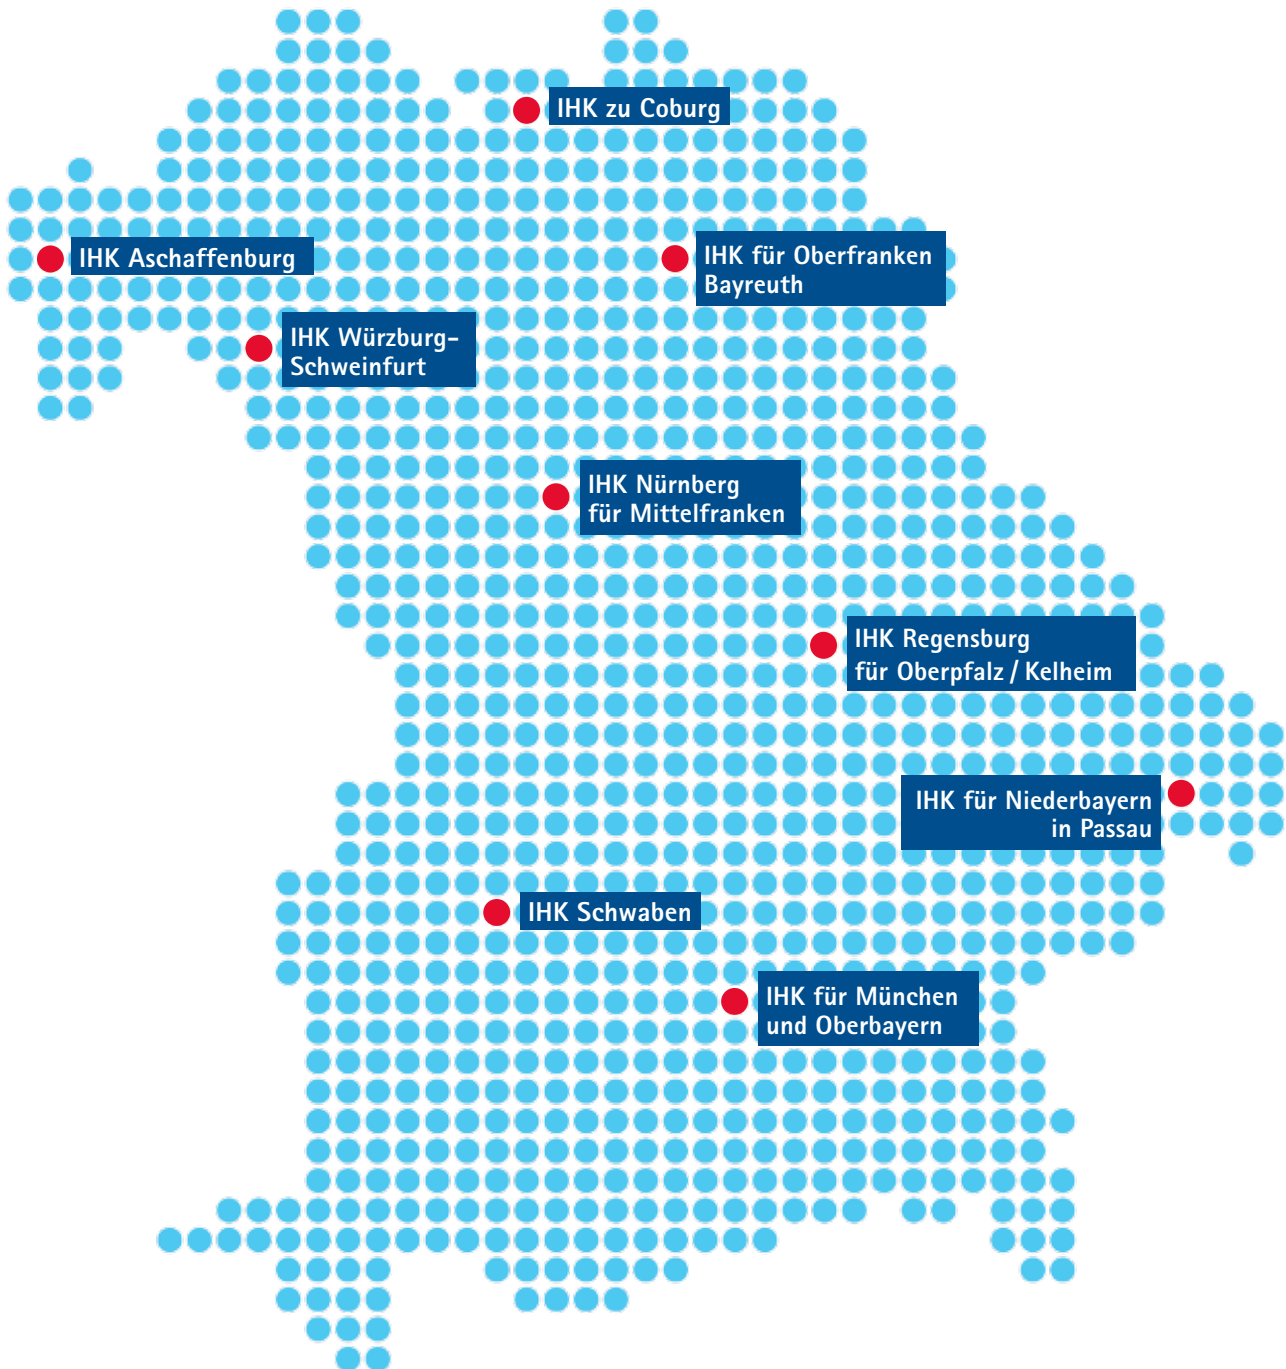 IHK zu Coburg
IHK Aschaffenburg
IHK für Oberfranken
Bayreuth
IHK Würzburg-
Schweinfurt
IHK Nürnberg
für Mittelfranken
IHK Regensburg
für Oberpfalz / Kelheim
IHK für Niederbayern
in Passau
IHK Schwaben
IHK für München
und Oberbayern